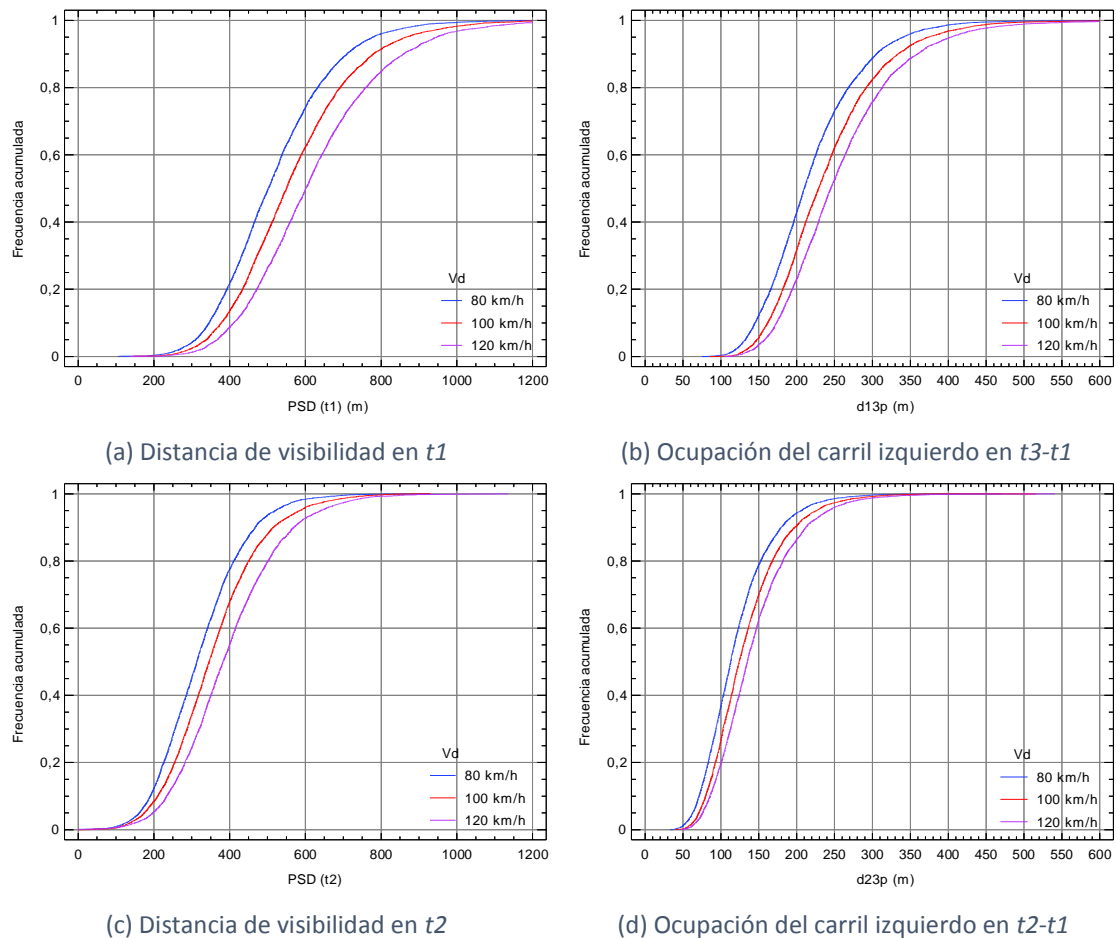 1
0,8
0,6
0,4
0,2
0
Frecuencia acumulada
Vd
80 km/h
100 km/h
120 km/h
0 200 400 600 800 1000 1200
PSD (t1) (m)
(a) Distancia de visibilidad en t1
1
0,8
0,6
0,4
0,2
0
Frecuencia acumulada
Vd
80 km/h
100 km/h
120 km/h
0 50 100 150 200 250 300 350 400 450 500 550 600
d13p (m)
(b) Ocupación del carril izquierdo en t3-t1
1
0,8
0,6
0,4
0,2
0
Frecuencia acumulada
Vd
80 km/h
100 km/h
120 km/h
0 200 400 600 800 1000 1200
PSD (t2)
(c) Distancia de visibilidad en t2
1
0,8
0,6
0,4
0,2
0
Frecuencia acumulada
Vd
80 km/h
100 km/h
120 km/h
0 50 100 150 200 250 300 350 400 450 500 550 600
d23p (m)
(d) Ocupación del carril izquierdo en t2-t1